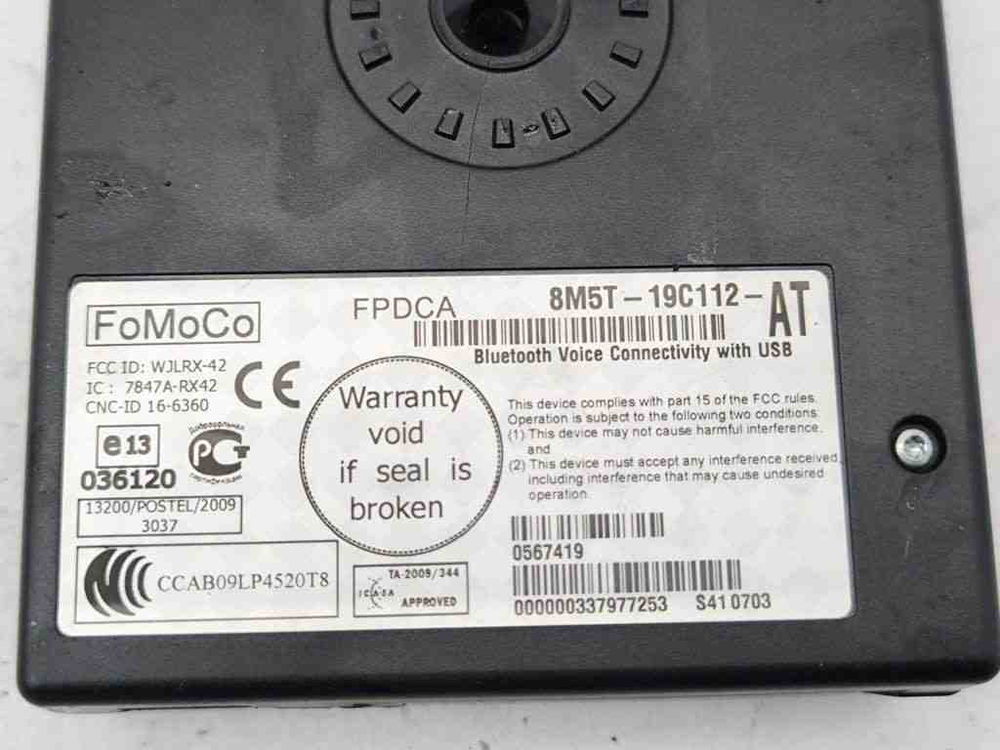 FoMoCo
FPDCA
8M5T-19C112-AT
Bluetooth Voice Connectivity with USB
FCC ID: WJLRX-42
IC : 7847A-RX42
CNC-ID 16-6360
CE
e13
036120
Добровольная
РСТ
сертификация
13200/POSTEL/2009
3037
CCAB09LP4520T8
Warranty
void
if seal is
broken
ICASA
TA-2009/344
APPROVED
This device complies with part 15 of the FCC rules.
Operation is subject to the following two conditions:
(1) This device may not cause harmful interference,
and
(2) This device must accept any interference received,
including interference that may cause undesired
operation.
0567419
000000337977253 S41 0703